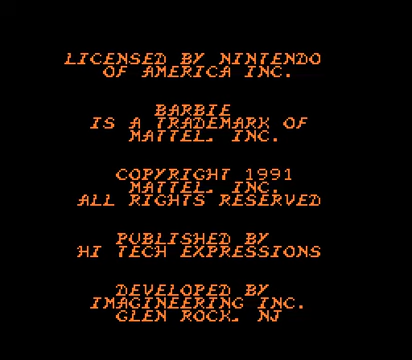 LICENSED BY NINTENDO
OF AMERICA INC.
BARBIE
IS A TRADEMARK OF
MATTEL, INC.
COPYRIGHT 1991
MATTEL, INC.
ALL RIGHTS RESERVED
PUBLISHED BY
HI TECH EXPRESSIONS
DEVELOPED BY
IMAGINEERING INC.
GLEN ROCK, NJ